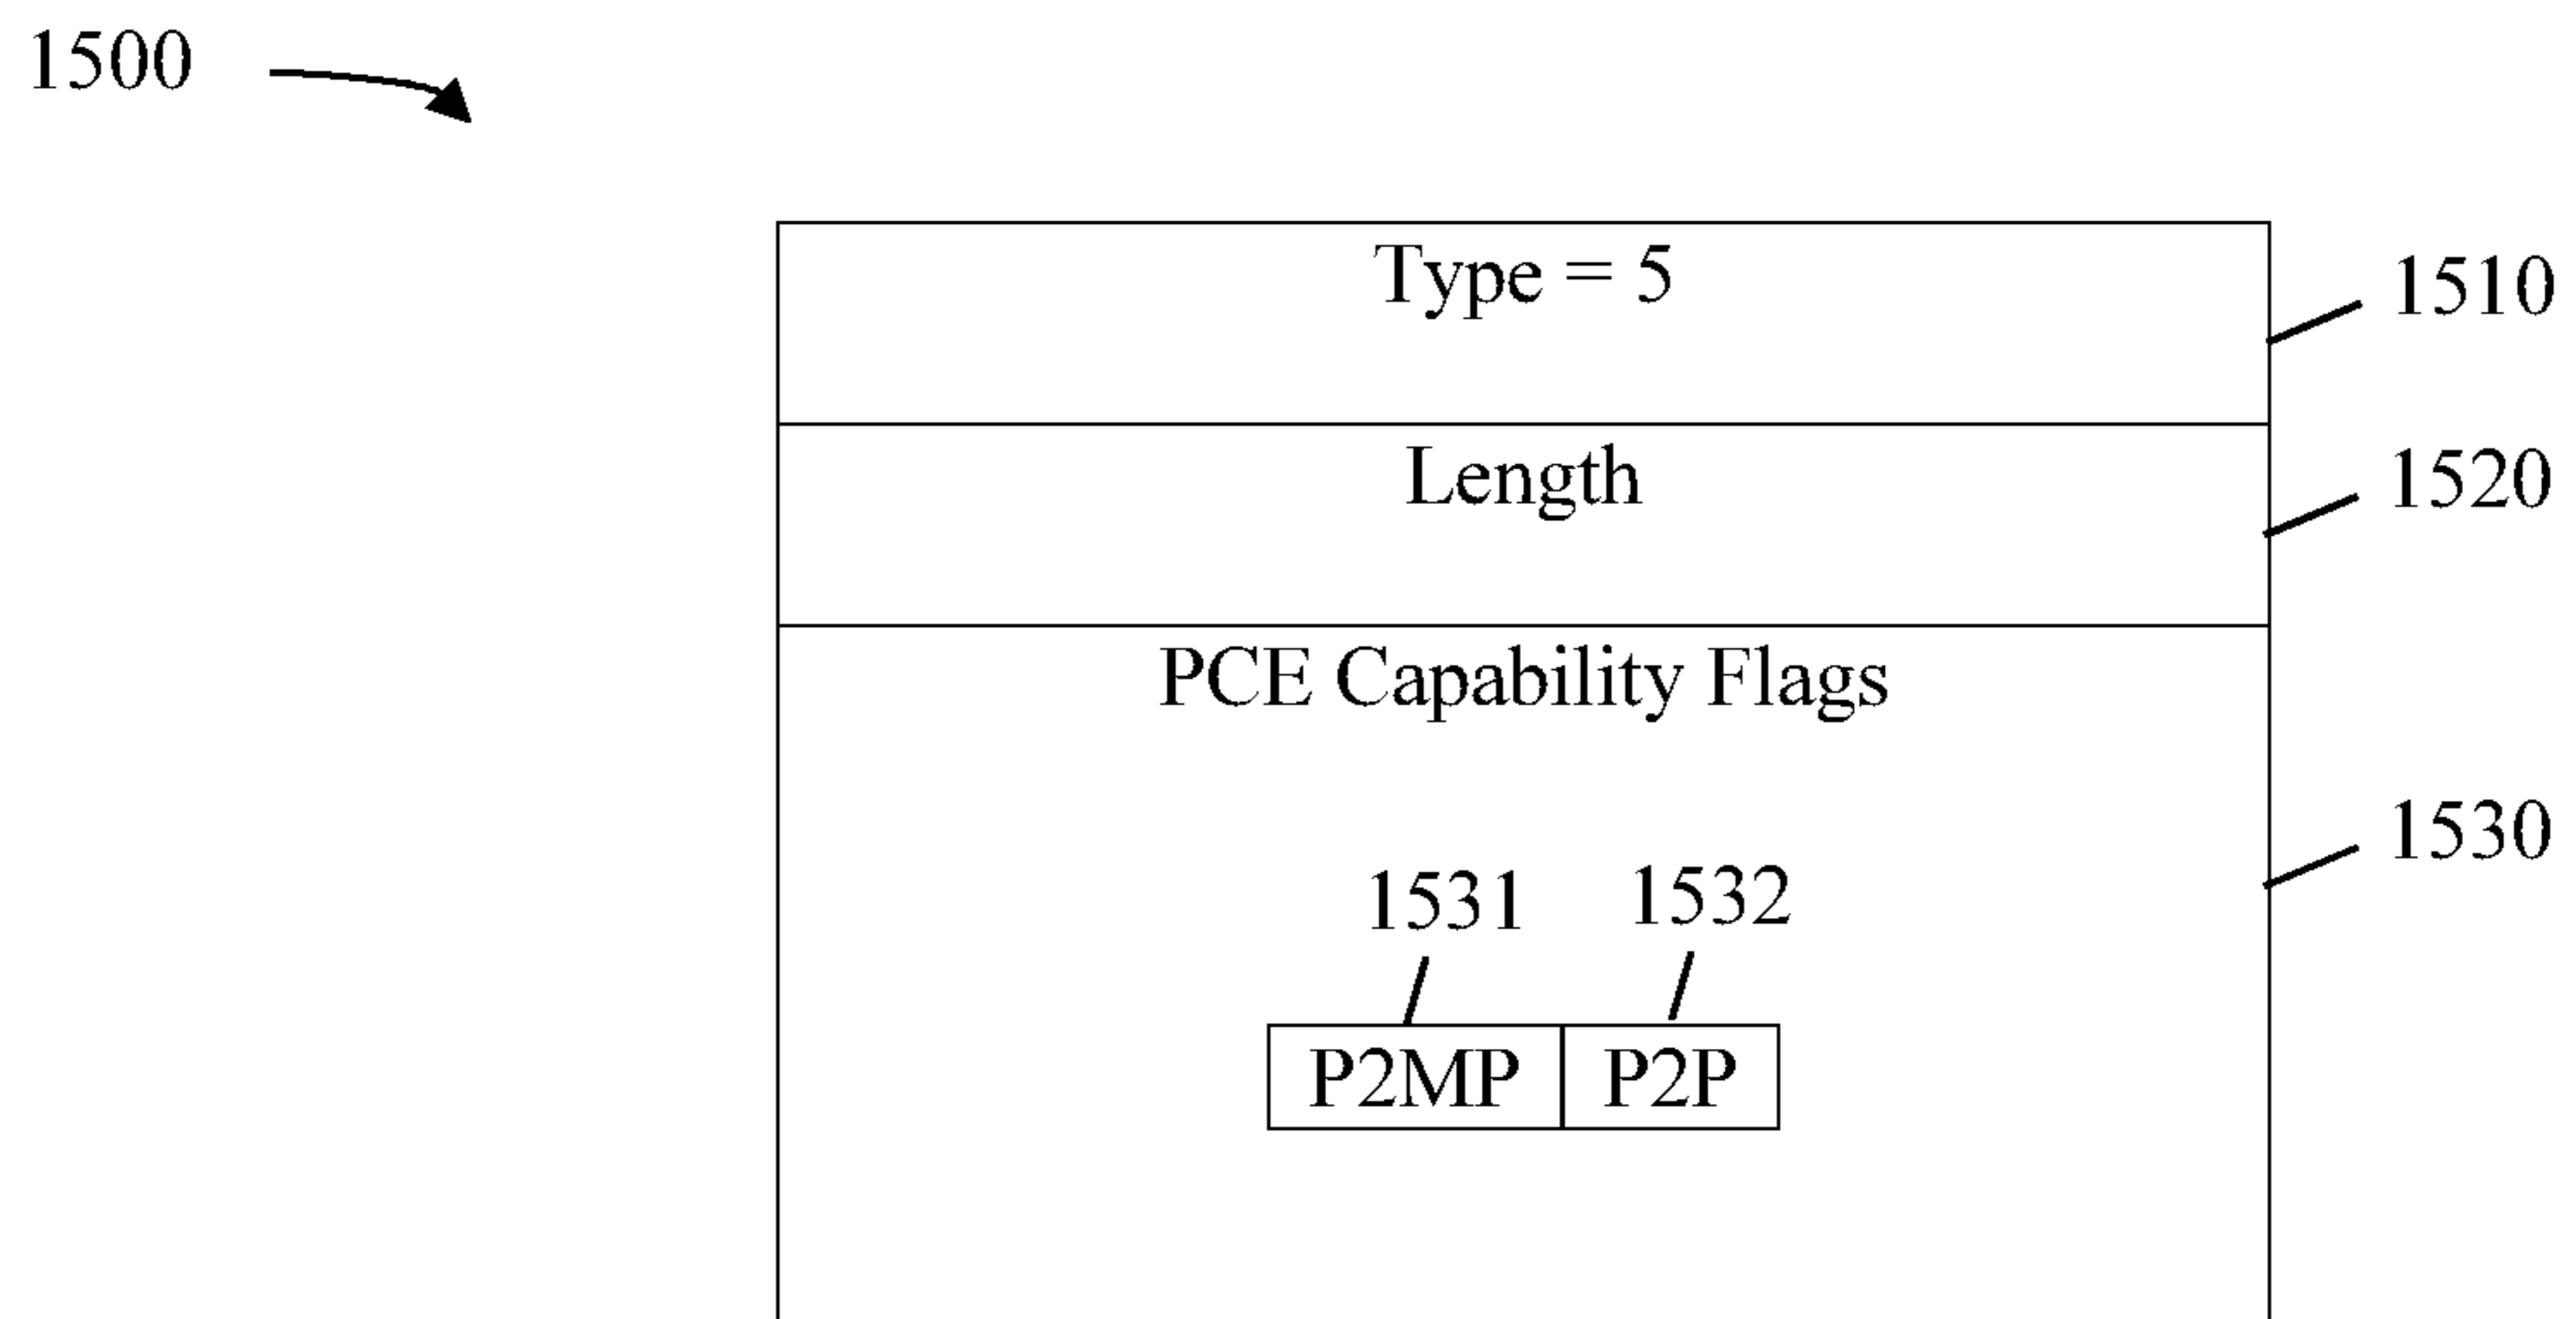 1500
Type = 5
1510
Length
1520
PCE Capability Flags
1530
1531 1532
P2MP P2P